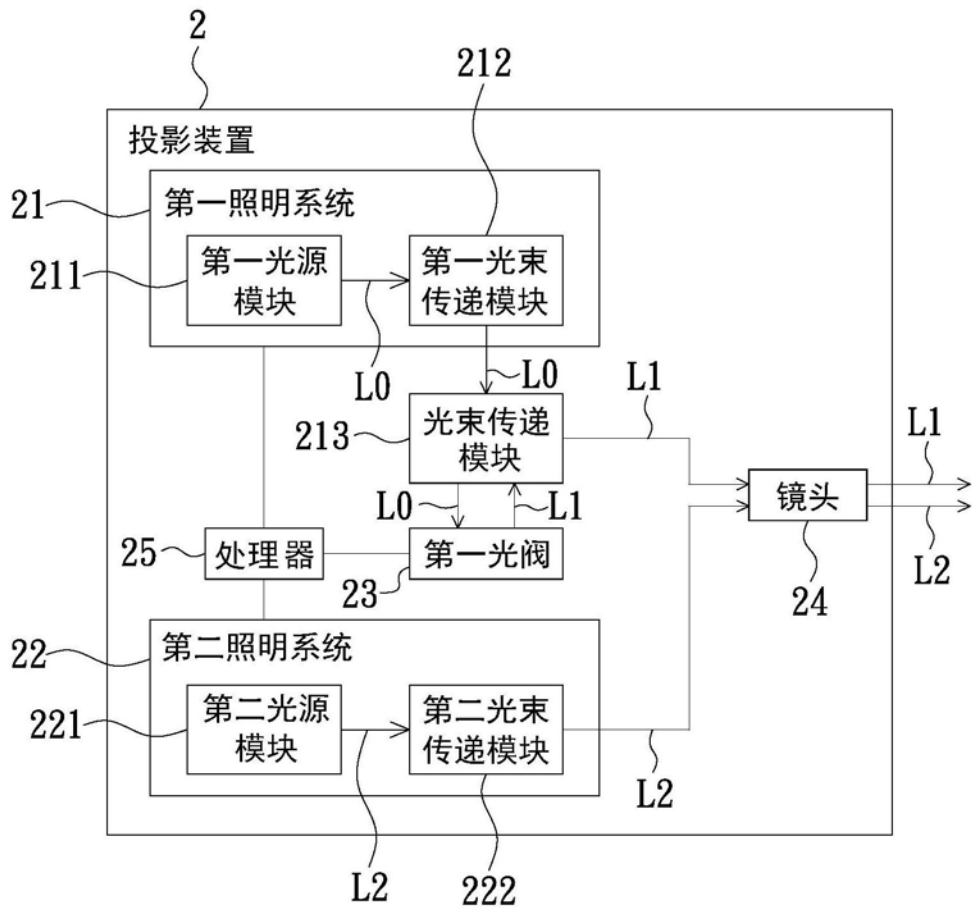 2
212
投影装置
21
第一照明系统
211
第一光源
模块
第一光束
传递模块
L0
L0
L1
213
光束传递
模块
L1
镜头
L2
24
L0
L1
25
处理器
第一光阀
23
22
第二照明系统
221
第二光源
模块
第二光束
传递模块
L2
L2
222